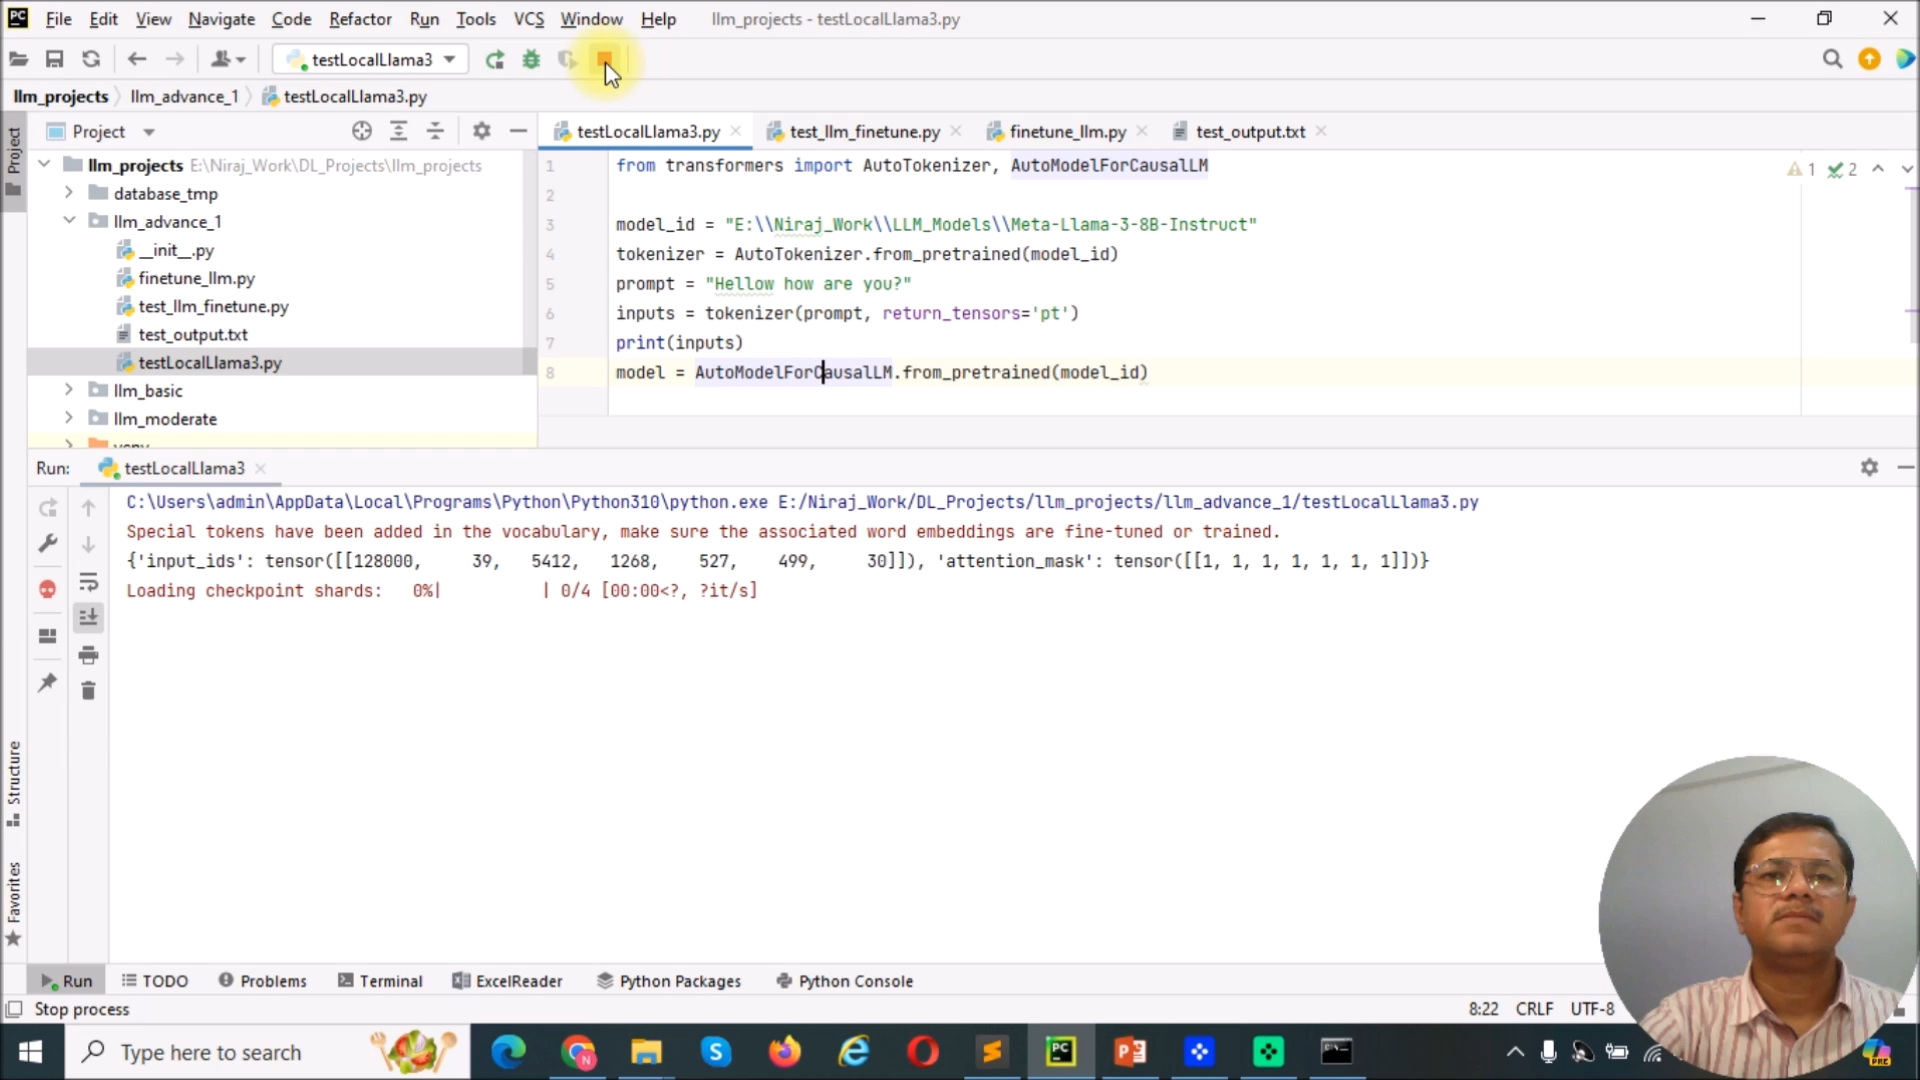 PC File Edit View Navigate Code Refactor Run Tools VCS Window Help llm_projects - testLocalLlama3.py
testLocalLlama3
llm_projects llm_advance_1 testLocalLlama3.py
Project
testLocalLlama3.py test_llm_finetune.py finetune_llm.py test_output.txt
Project
llm_projects E:\Niraj_Work\DL_Projects\llm_projects
database_tmp
llm_advance_1
__init__.py
finetune_llm.py
test_llm_finetune.py
test_output.txt
testLocalLlama3.py
llm_basic
llm_moderate
1 from transformers import AutoTokenizer, AutoModelForCausalLM
1 2
2
3 model_id = "E:\\Niraj_Work\\LLM_Models\\Meta-Llama-3-8B-Instruct"
4 tokenizer = AutoTokenizer.from_pretrained(model_id)
5 prompt = "Hellow how are you?"
6 inputs = tokenizer(prompt, return_tensors='pt')
7 print(inputs)
8 model = AutoModelForCausalLM.from_pretrained(model_id)
Run: testLocalLlama3
C:\Users\admin\AppData\Local\Programs\Python\Python310\python.exe E:/Niraj_Work/DL_Projects/llm_projects/llm_advance_1/testLocalLlama3.py
Special tokens have been added in the vocabulary, make sure the associated word embeddings are fine-tuned or trained.
{'input_ids': tensor([[128000, 39, 5412, 1268, 527, 499, 30]]), 'attention_mask': tensor([[1, 1, 1, 1, 1, 1, 1]])}
Loading checkpoint shards: 0%| | 0/4 [00:00<?, ?it/s]
Structure
Favorites
Run TODO Problems Terminal ExcelReader Python Packages Python Console
Stop process 8:22 CRLF UTF-8
Type here to search
PRE